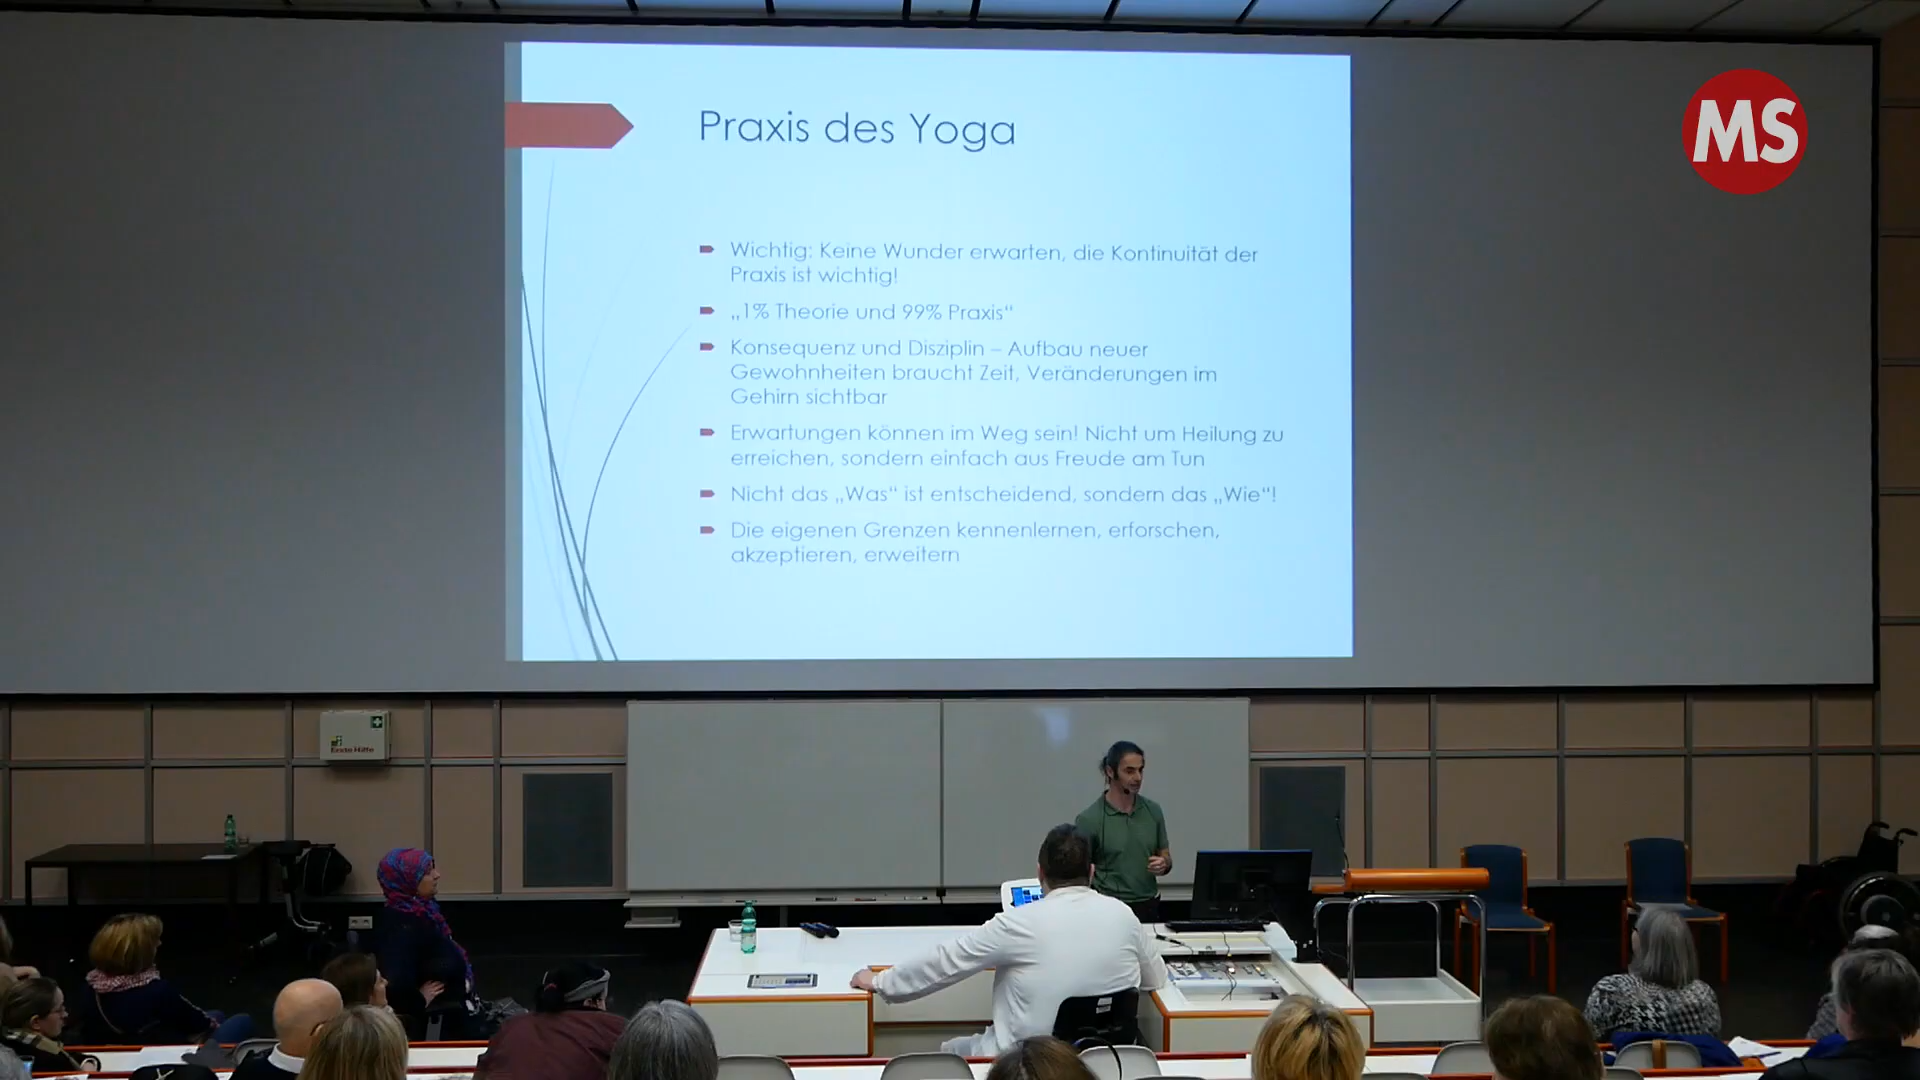 MS
Praxis des Yoga
Wichtig: Keine Wunder erwarten, die Kontinuität der
Praxis ist wichtig!
„1% Theorie und 99% Praxis“
Konsequenz und Disziplin – Aufbau neuer
Gewohnheiten braucht Zeit, Veränderungen im
Gehirn sichtbar
Erwartungen können im Weg sein! Nicht um Heilung zu
erreichen, sondern einfach aus Freude am Tun
Nicht das „Was“ ist entscheidend, sondern das „Wie“!
Die eigenen Grenzen kennenlernen, erforschen,
akzeptieren, erweitern
Erste Hilfe